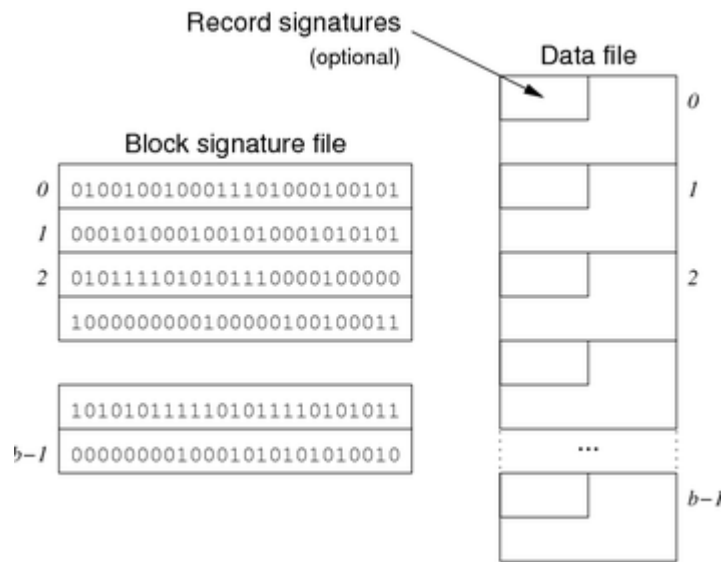 Record signatures
(optional)
Data file
Block signature file
0 0100100100011101000100101
1 0001010001001010001010101
2 0101111010101110000100000
1000000000100000100100011
1010101111101011110101011
b-1 0000000010001010101010010
0
1
2
...
b-1